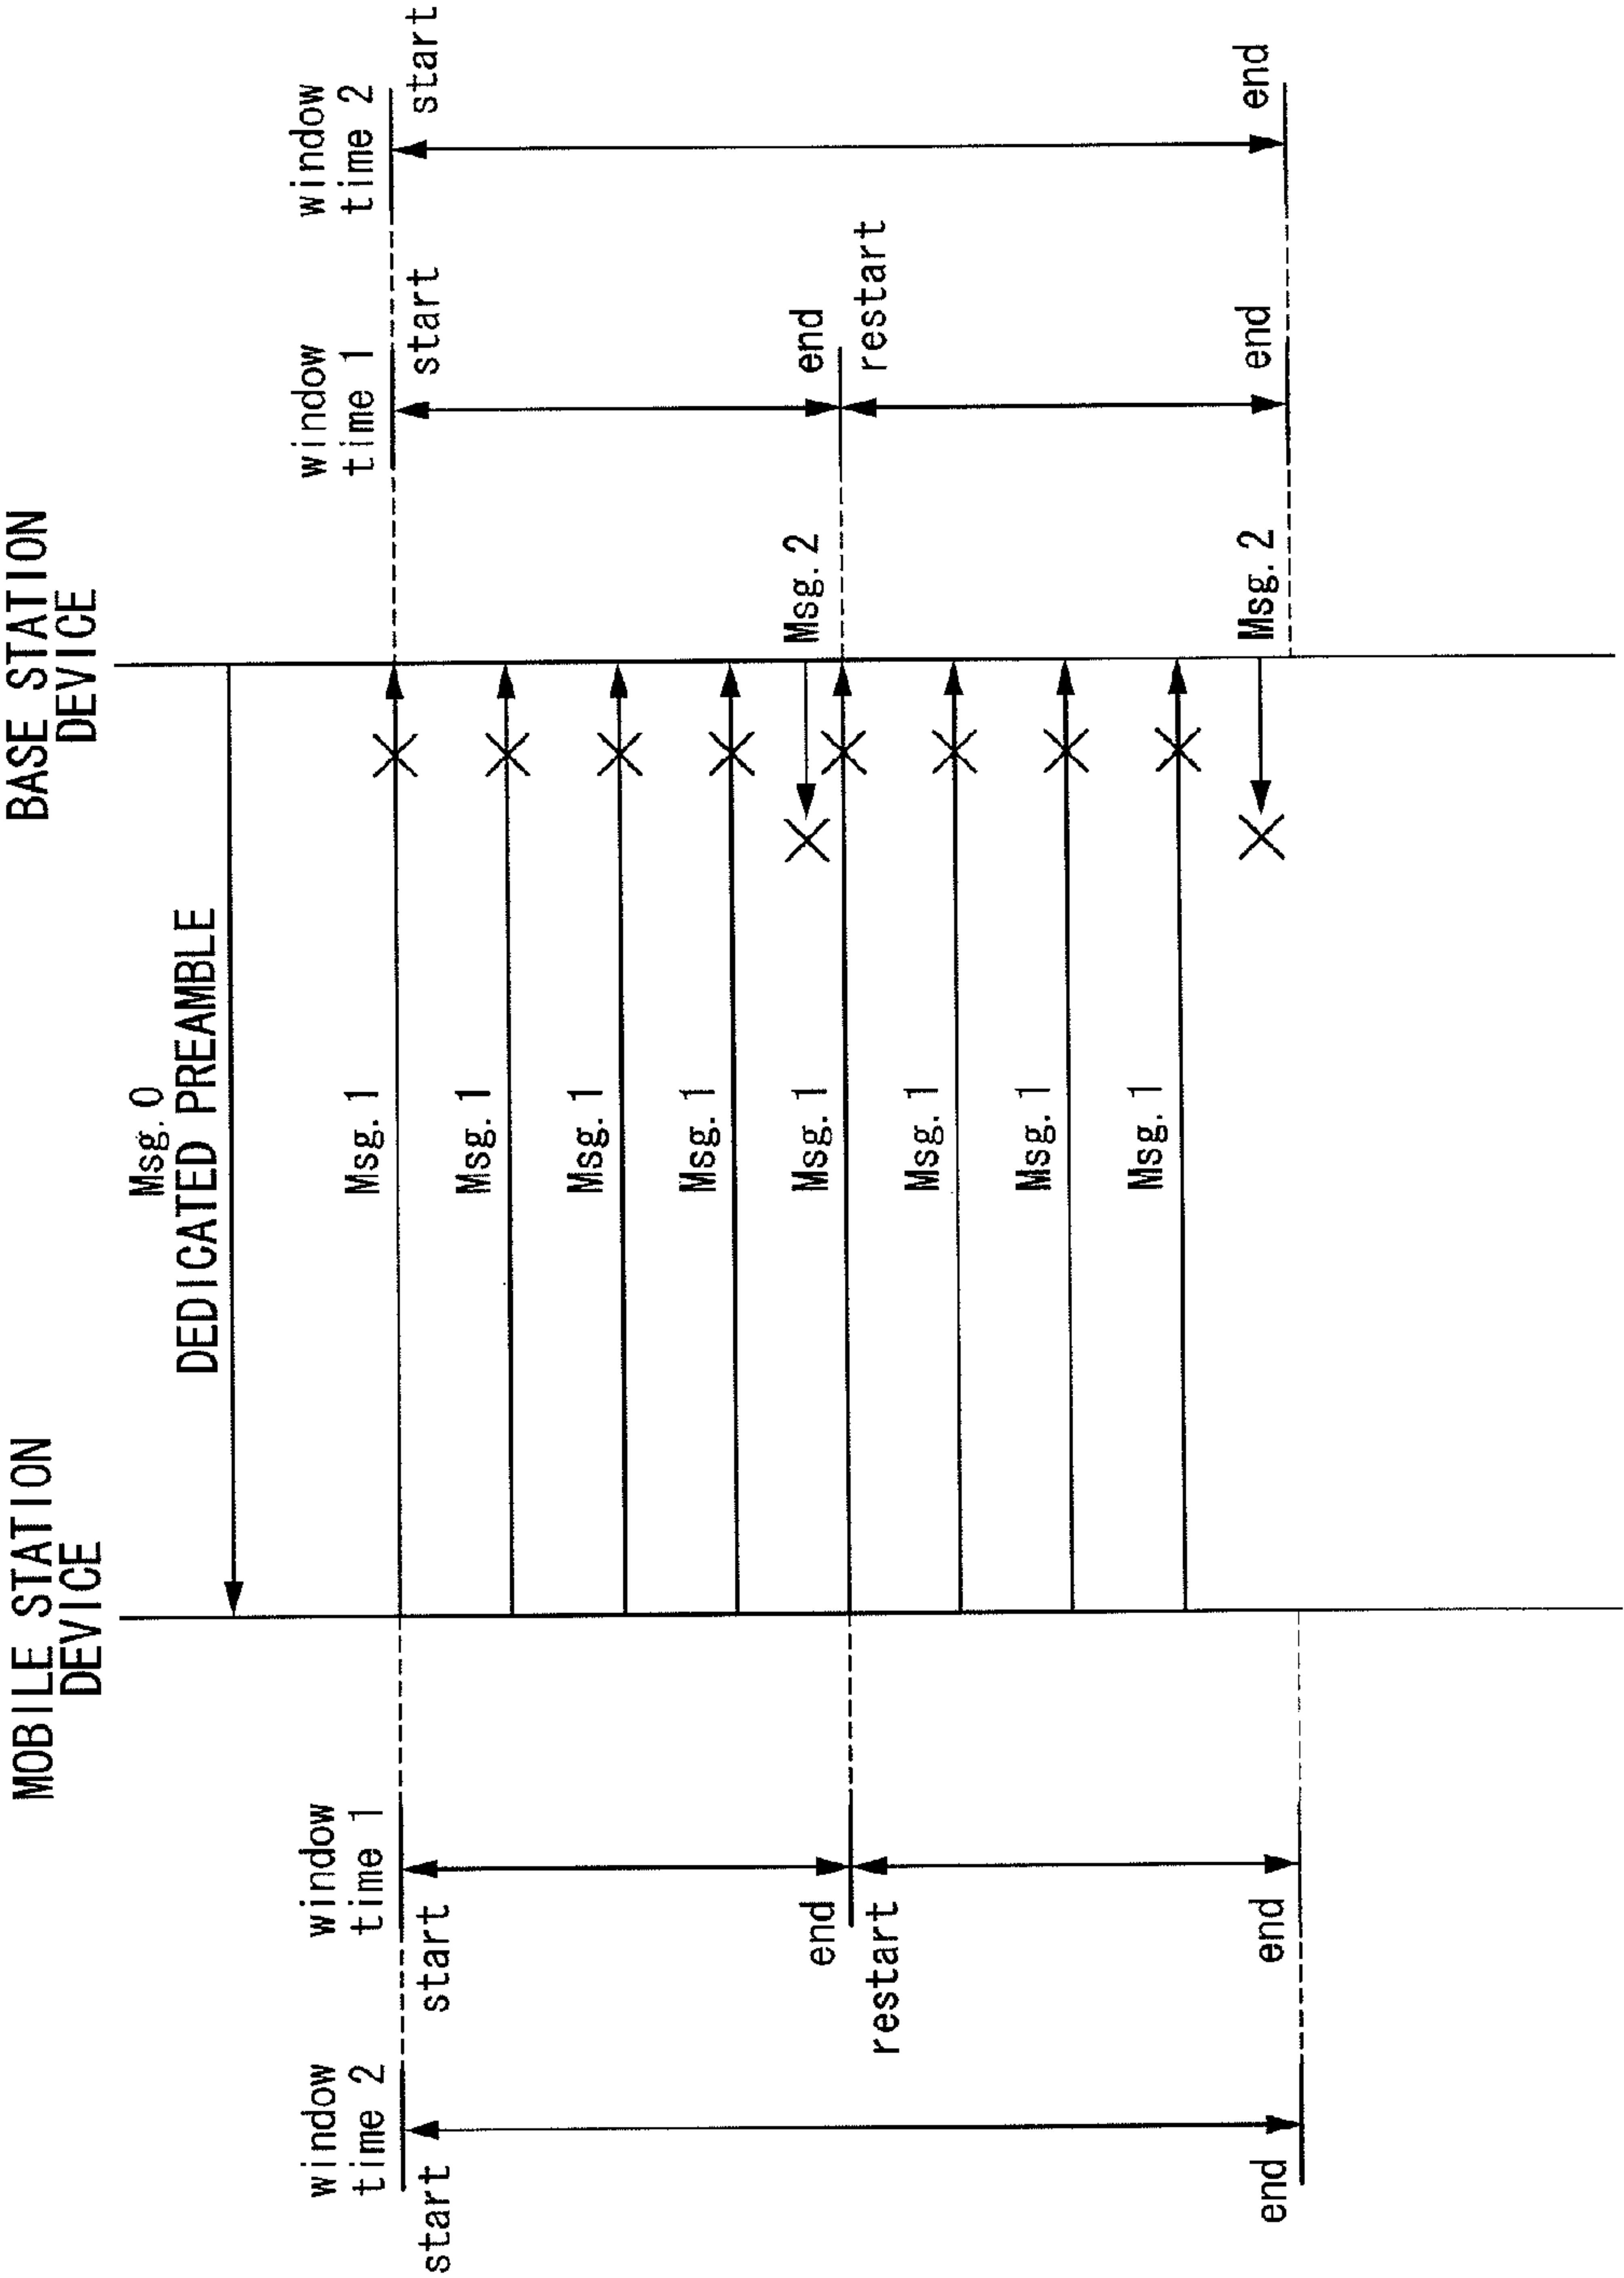 MOBILE STATION
DEVICE
BASE STATION
DEVICE
Msg. 0
DEDICATED PREAMBLE
window
time 2
window
time 1
window
time 1
window
time 2
Msg. 1
start
start
start
start
Msg. 1
Msg. 1
Msg. 1
Msg. 2
end
end
Msg. 1
restart
restart
Msg. 1
Msg. 1
Msg. 1
Msg. 2
end
end
end
end